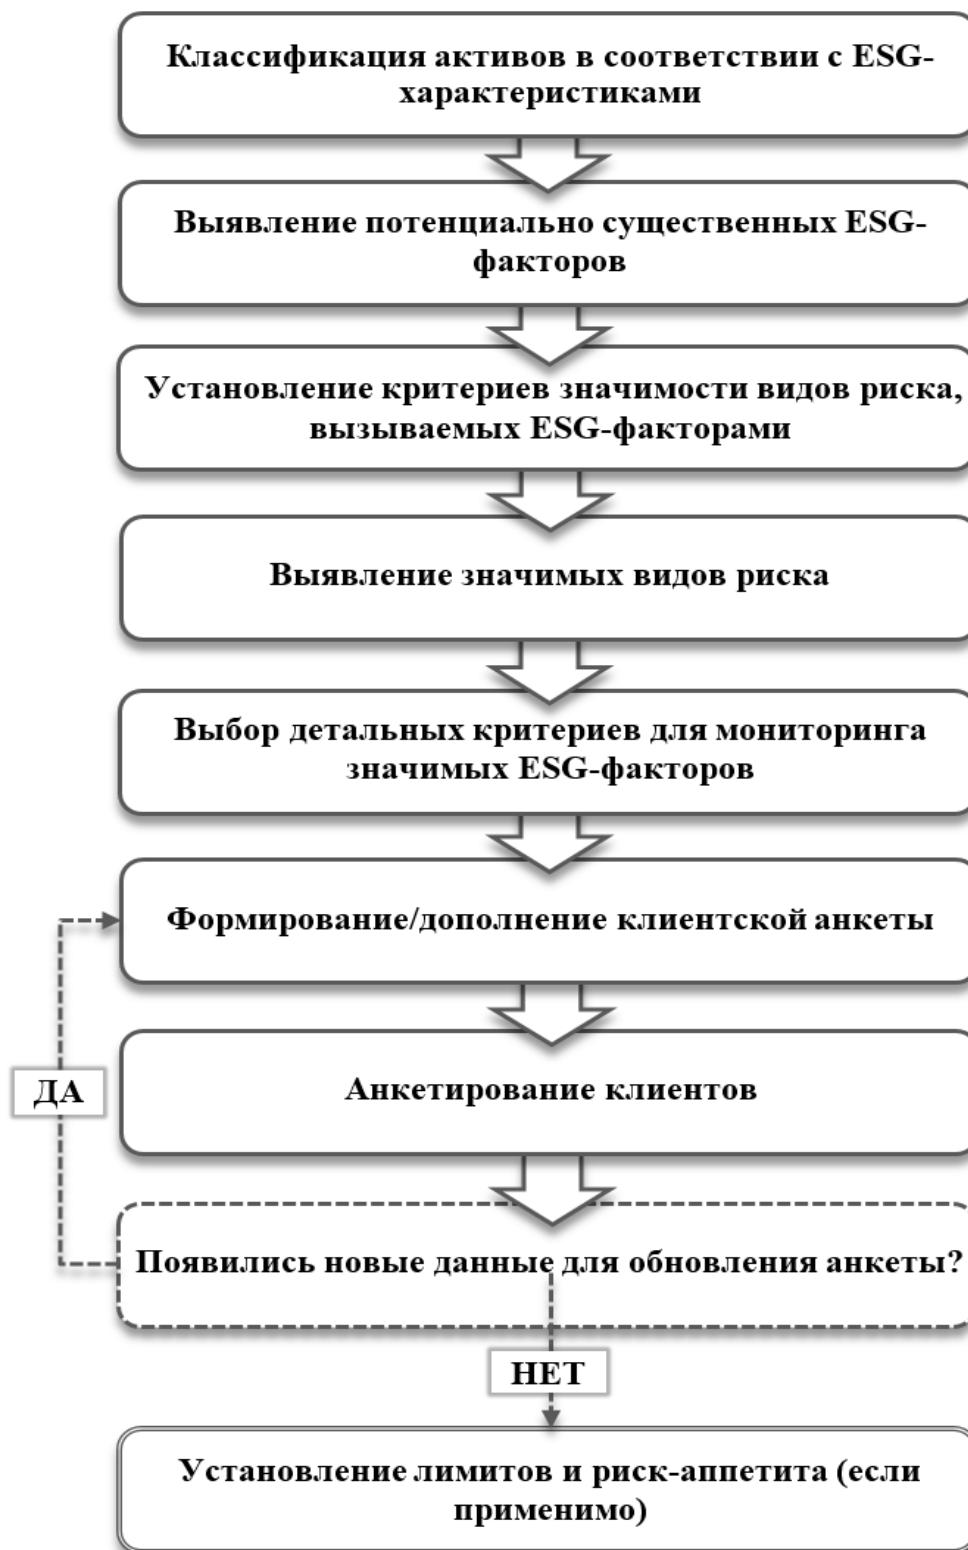 Классификация активов в соответствии с ESG-
характеристиками
Выявление потенциально существенных ESG-
факторов
Установление критериев значимости видов риска,
вызываемых ESG-факторами
Выявление значимых видов риска
Выбор детальных критериев для мониторинга
значимых ESG-факторов
Формирование/дополнение клиентской анкеты
Анкетирование клиентов
ДА
Появились новые данные для обновления анкеты?
НЕТ
Установление лимитов и риск-аппетита (если
применимо)